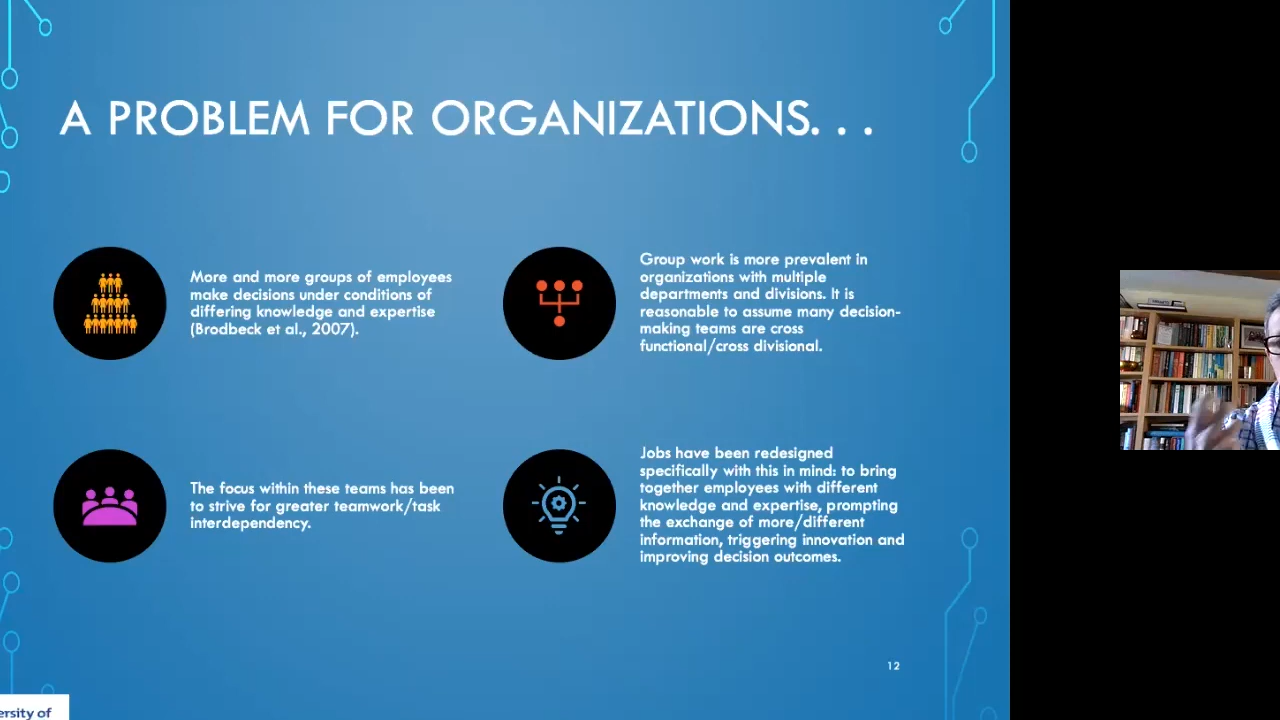 A PROBLEM FOR ORGANIZATIONS. . .
More and more groups of employees
make decisions under conditions of
differing knowledge and expertise
(Brodbeck et al., 2007).
Group work is more prevalent in
organizations with multiple
departments and divisions. It is
reasonable to assume many decision-
making teams are cross
functional/cross divisional.
The focus within these teams has been
to strive for greater teamwork/task
interdependency.
Jobs have been redesigned
specifically with this in mind: to bring
together employees with different
knowledge and expertise, prompting
the exchange of more/different
information, triggering innovation and
improving decision outcomes.
12
ersity of